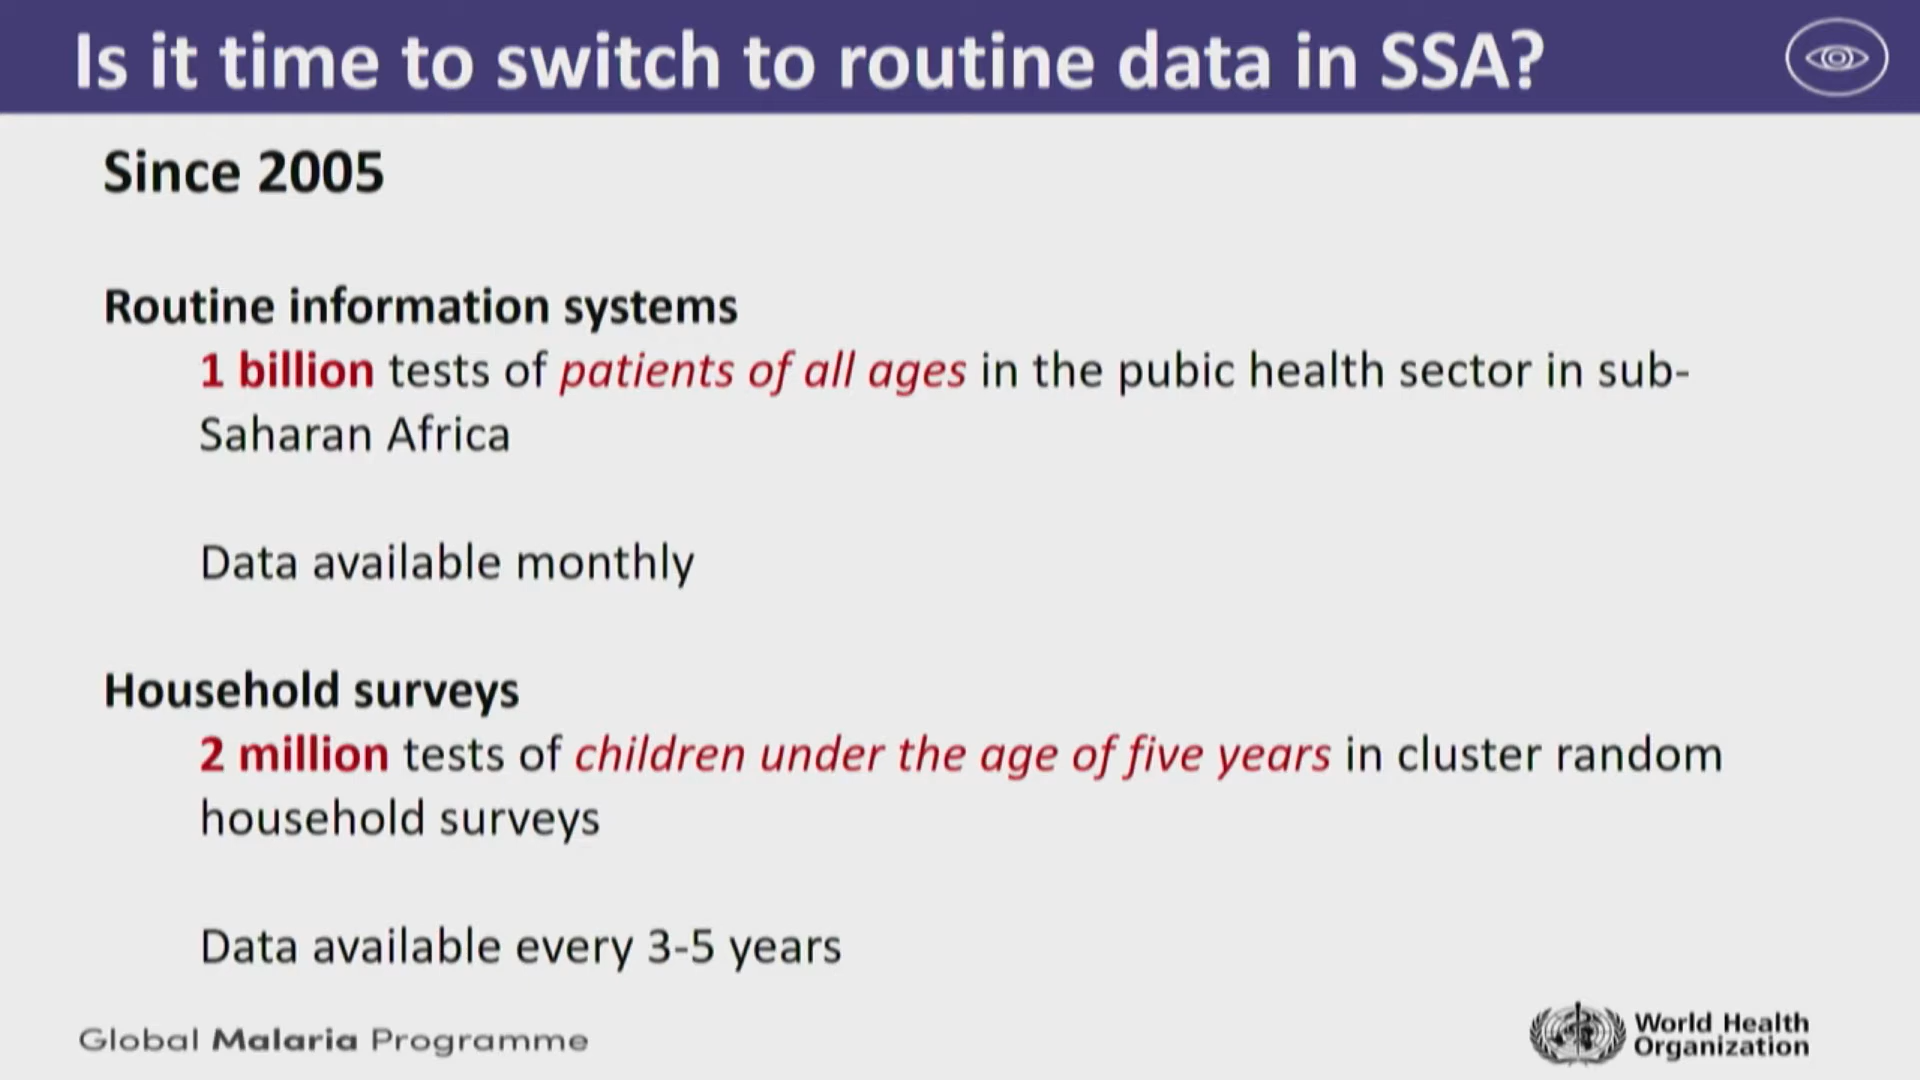 Is it time to switch to routine data in SSA?
Since 2005
Routine information systems
1 billion tests of patients of all ages in the pubic health sector in sub-
Saharan Africa
Data available monthly
Household surveys
2 million tests of children under the age of five years in cluster random
household surveys
Data available every 3-5 years
Global Malaria Programme
World Health
Organization